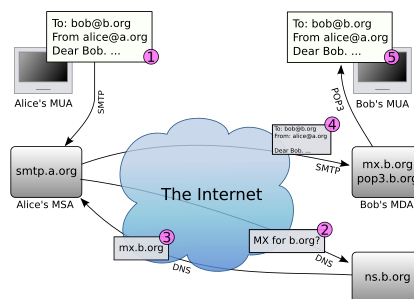 To: bob@b.org
From alice@a.org
Dear Bob. ...
1
Alice's MUA
SMTP
To: bob@b.org
From alice@a.org
Dear Bob. ...
5
Bob's MUA
POP3
4
To: bob@b.org
From: alice@a.org
Dear Bob. ...
SMTP
smtp.a.org
Alice's MSA
The Internet
mx.b.org
pop3.b.org
Bob's MDA
3
mx.b.org
DNS
2
MX for b.org?
DNS
ns.b.org